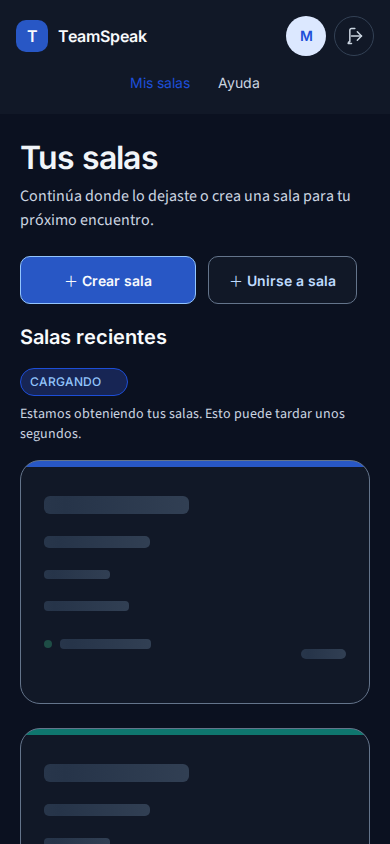 T TeamSpeak M
Mis salas Ayuda
Tus salas
Continúa donde lo dejaste o crea una sala para tu
próximo encuentro.
+ Crear sala + Unirse a sala
Salas recientes
CARGANDO
Estamos obteniendo tus salas. Esto puede tardar unos
segundos.